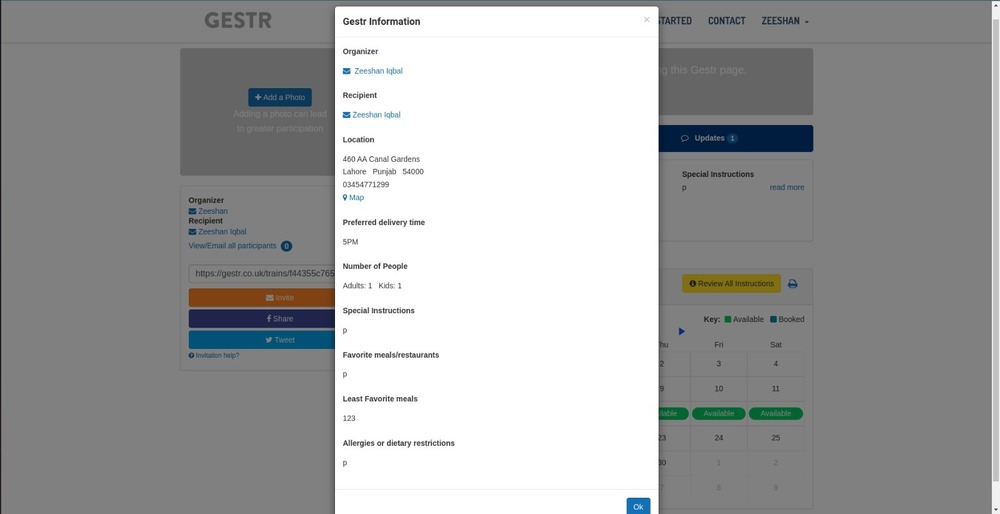 GESTR
STARTED
CONTACT
ZEESHAN
Gestr Information
×
Organizer
Zeeshan Iqbal
Recipient
Zeeshan Iqbal
Location
460 AA Canal Gardens
Lahore Punjab 54000
03454771299
Map
Preferred delivery time
5PM
Number of People
Adults: 1 Kids: 1
Special Instructions
p
Favorite meals/restaurants
p
Least Favorite meals
123
Allergies or dietary restrictions
p
Ok
+ Add a Photo
Adding a photo can lead
to greater participation
Organizer
Zeeshan
Recipient
Zeeshan Iqbal
View/Email all participants 0
https://gestr.co.uk/trains/f44355c765
Invite
Share
Tweet
Invitation help?
this Gestr page.
Updates 1
Special Instructions
p
read more
Review All Instructions
Key: Available Booked
Fri Sat
3 4
10 11
Available Available
23 24 25
30 1 2
7 8 9